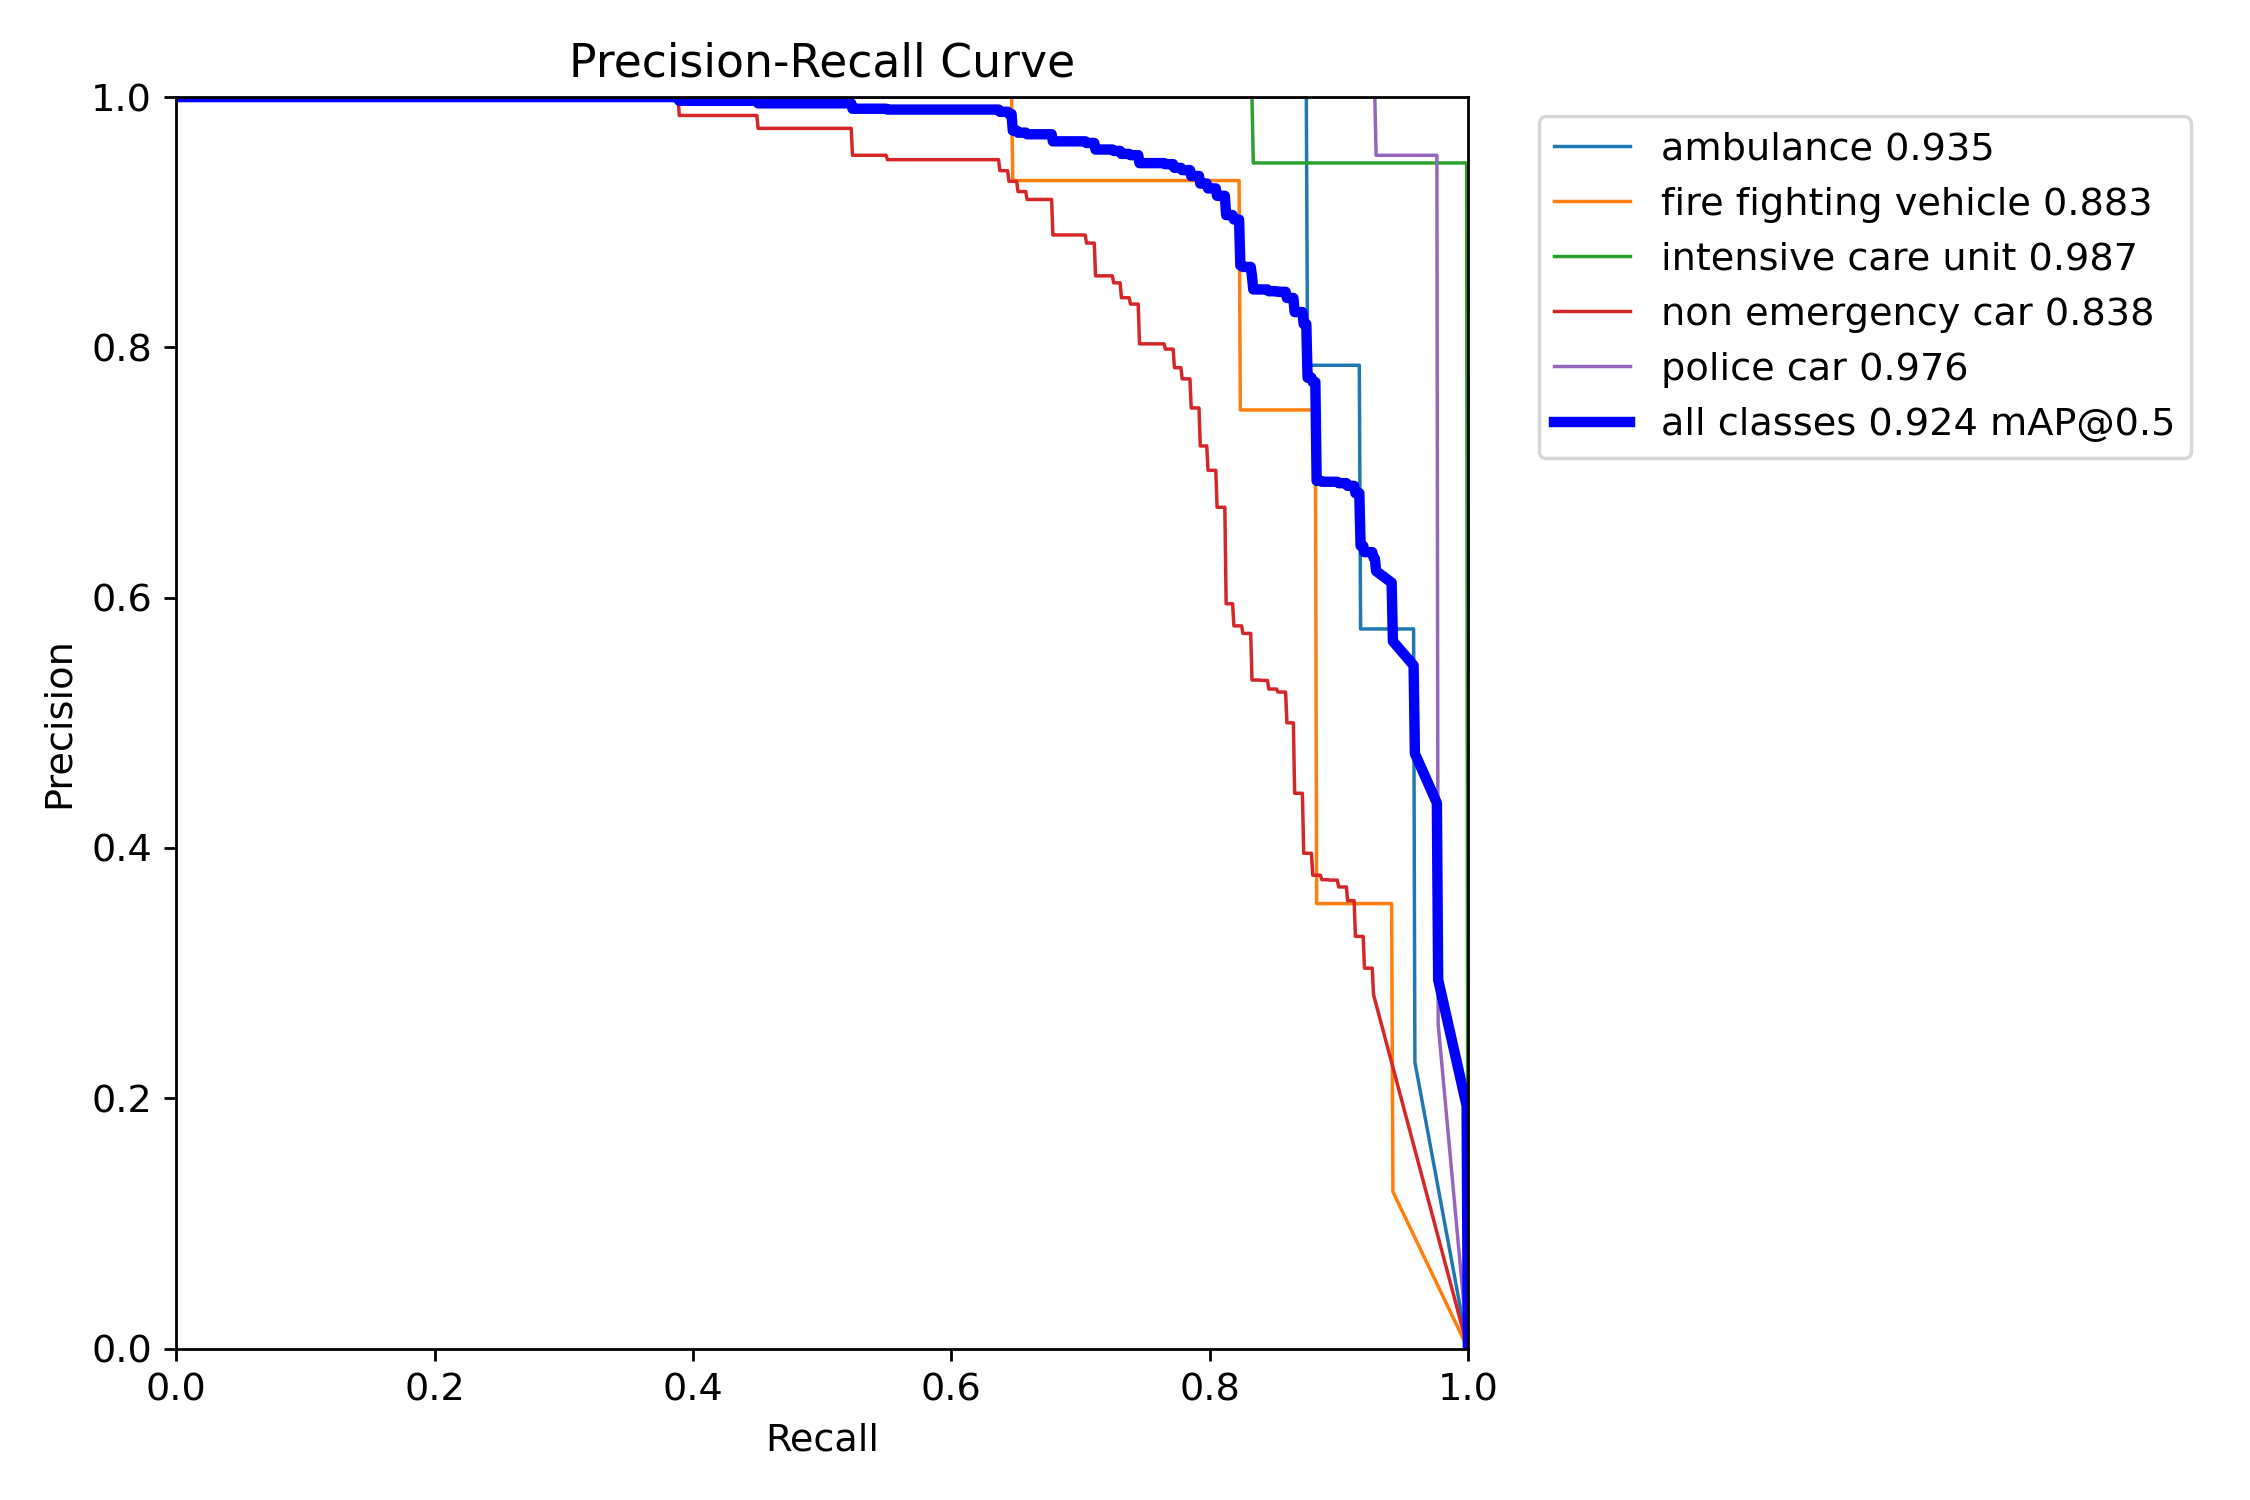 Precision-Recall Curve
1.0
0.8
0.6
0.4
0.2
0.0
Precision
0.0 0.2 0.4 0.6 0.8 1.0
Recall
ambulance 0.935
fire fighting vehicle 0.883
intensive care unit 0.987
non emergency car 0.838
police car 0.976
all classes 0.924 mAP@0.5